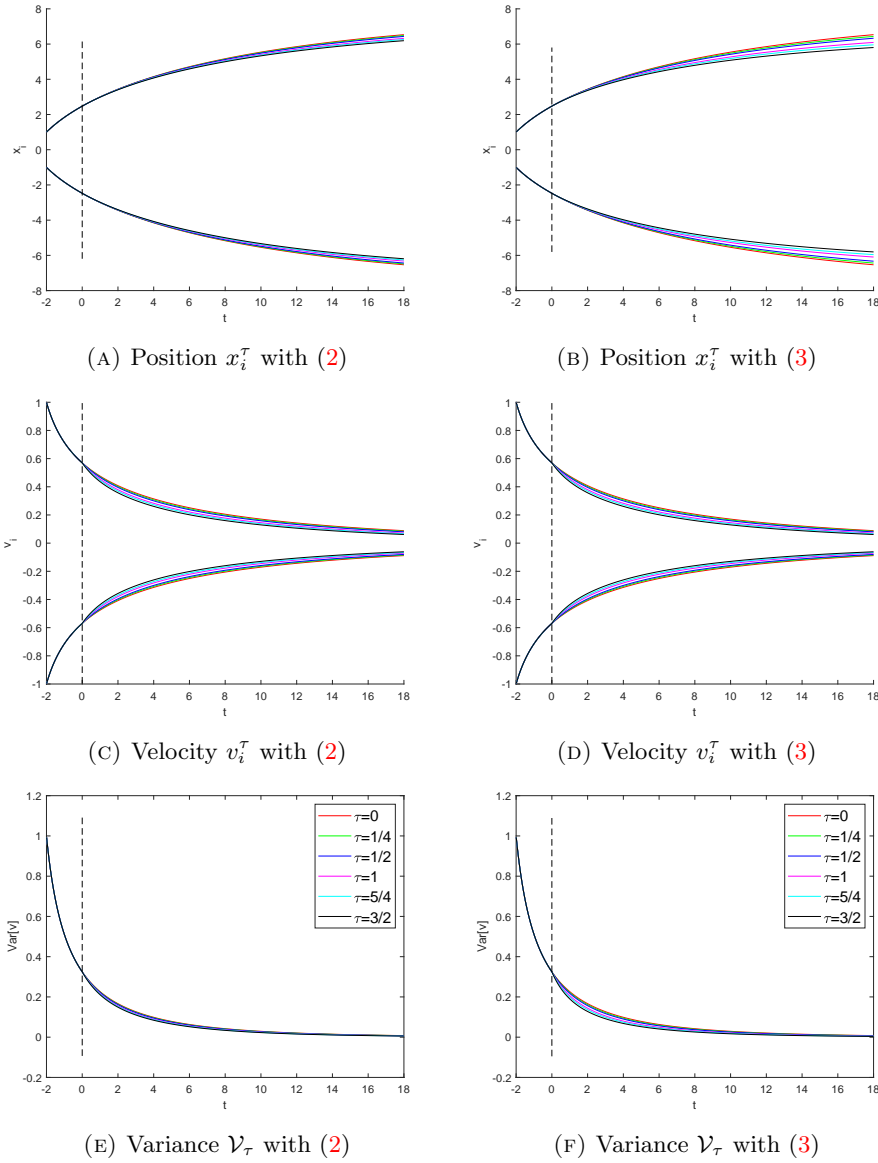 8
6
4
2
0
-2
-4
-6
-8
x_i
-2 0 2 4 6 8 10 12 14 16 18
t
(A) Position x_i^τ with (2)
8
6
4
2
0
-2
-4
-6
-8
x_i
-2 0 2 4 6 8 10 12 14 16 18
t
(B) Position x_i^τ with (3)
1
0.8
0.6
0.4
0.2
0
-0.2
-0.4
-0.6
-0.8
-1
v_i
-2 0 2 4 6 8 10 12 14 16 18
t
(C) Velocity v_i^τ with (2)
1
0.8
0.6
0.4
0.2
0
-0.2
-0.4
-0.6
-0.8
-1
v_i
-2 0 2 4 6 8 10 12 14 16 18
t
(D) Velocity v_i^τ with (3)
1.2
1
0.8
0.6
0.4
0.2
0
-0.2
Var[v]
τ=0
τ=1/4
τ=1/2
τ=1
τ=5/4
τ=3/2
-2 0 2 4 6 8 10 12 14 16 18
t
(E) Variance 𝒱_τ with (2)
1.2
1
0.8
0.6
0.4
0.2
0
-0.2
Var[v]
τ=0
τ=1/4
τ=1/2
τ=1
τ=5/4
τ=3/2
-2 0 2 4 6 8 10 12 14 16 18
t
(F) Variance 𝒱_τ with (3)